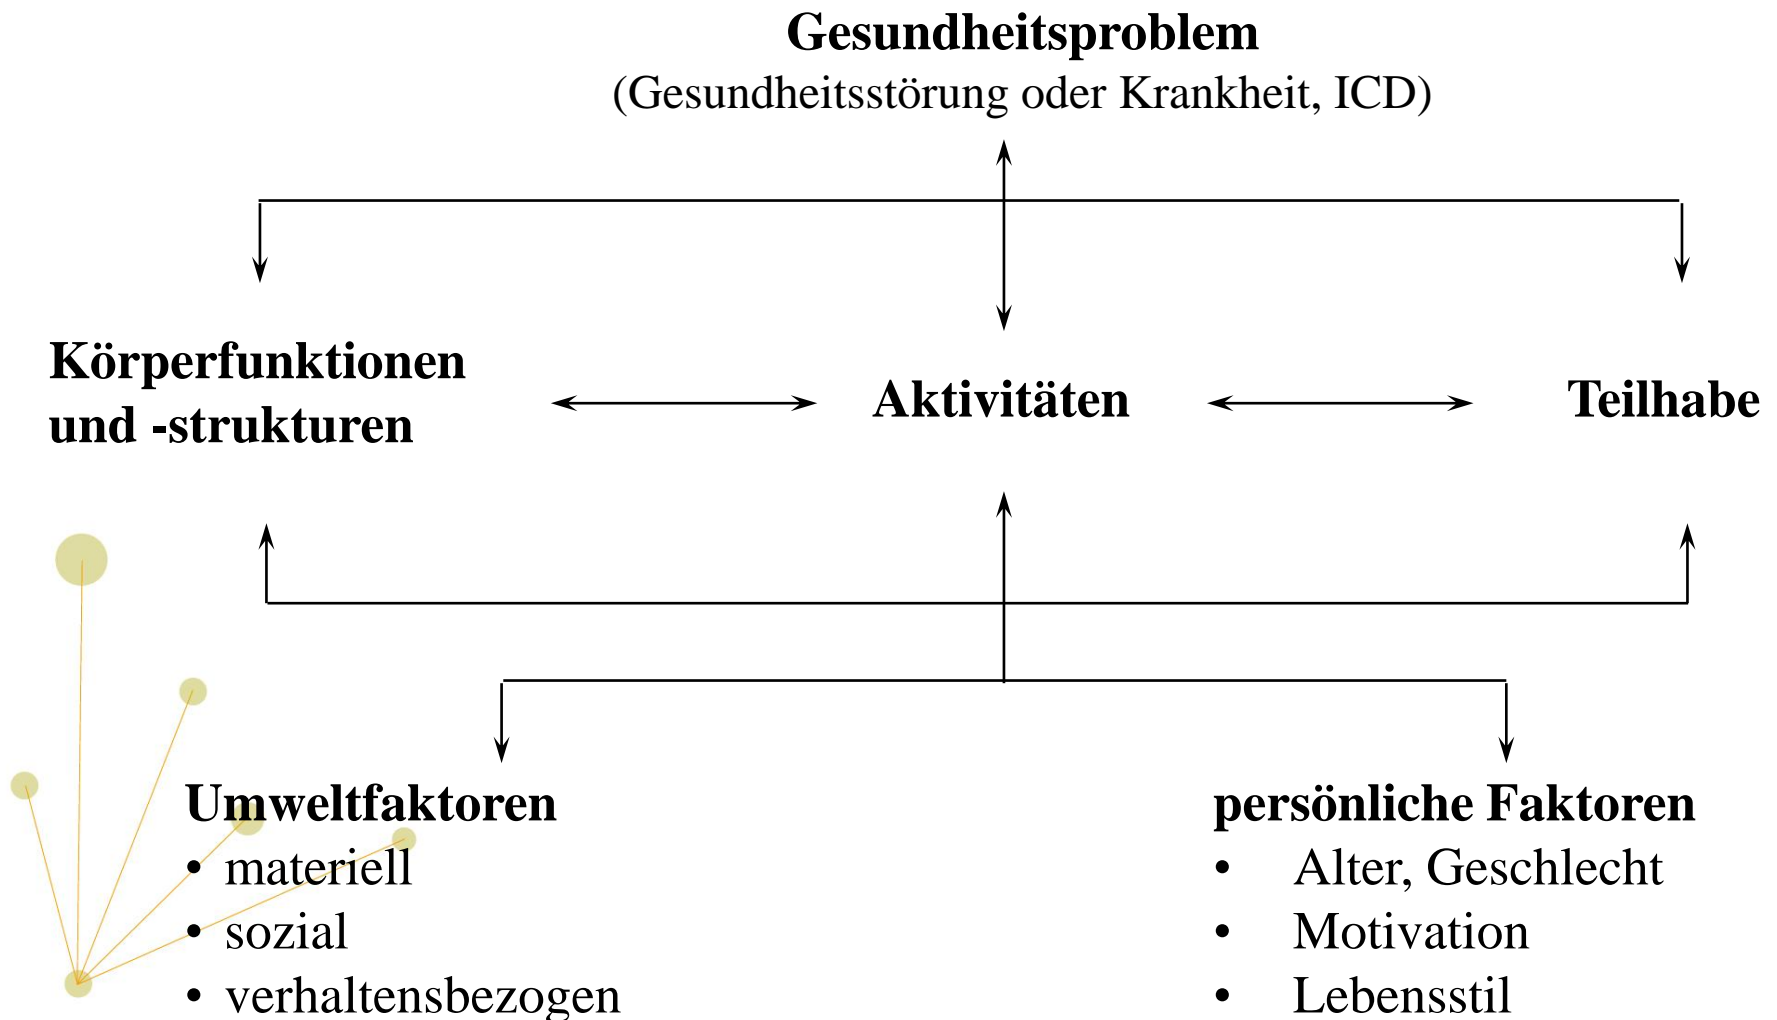 Gesundheitsproblem
(Gesundheitsstörung oder Krankheit, ICD)
Körperfunktionen
und -strukturen
Aktivitäten
Teilhabe
Umweltfaktoren
• materiell
• sozial
• verhaltensbezogen
persönliche Faktoren
• Alter, Geschlecht
• Motivation
• Lebensstil